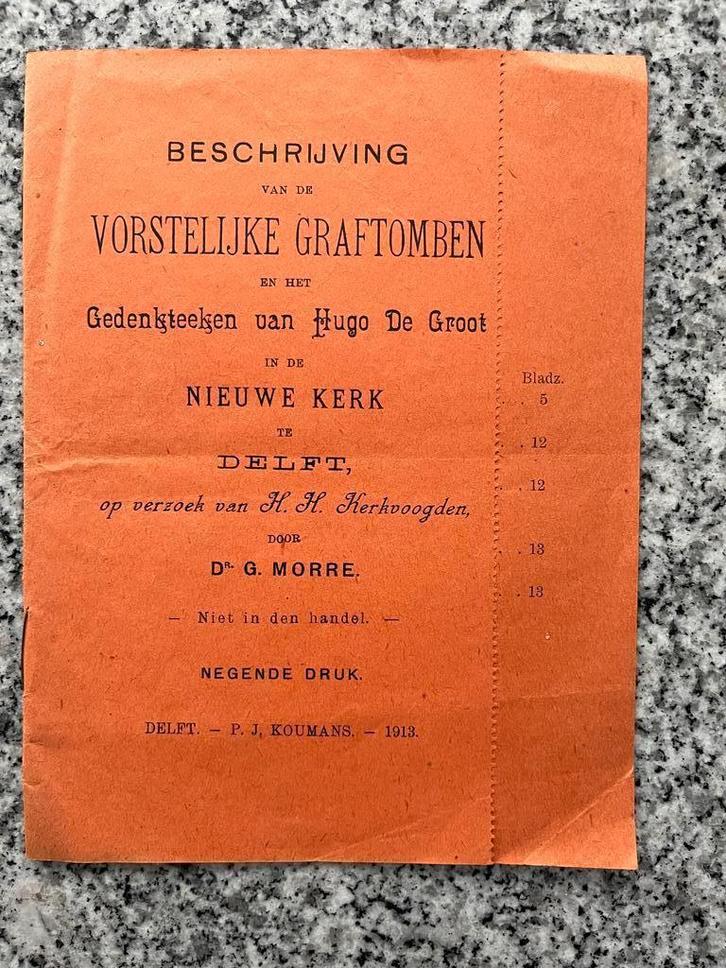 BESCHRIJVING
VAN DE
VORSTELIJKE GRAFTOMBEN
EN HET
Gedenkteeken van Hugo De Groot
IN DE
NIEUWE KERK
TE
DELFT,
op verzoek van H. H. Kerkvoogden,
DOOR
Dr. G. MORRE.
— Niet in den handel. —
NEGENDE DRUK.
DELFT. — P. J, KOUMANS. — 1913.
Bladz.
. . 5
. 12
. 12
. . 13
. 13